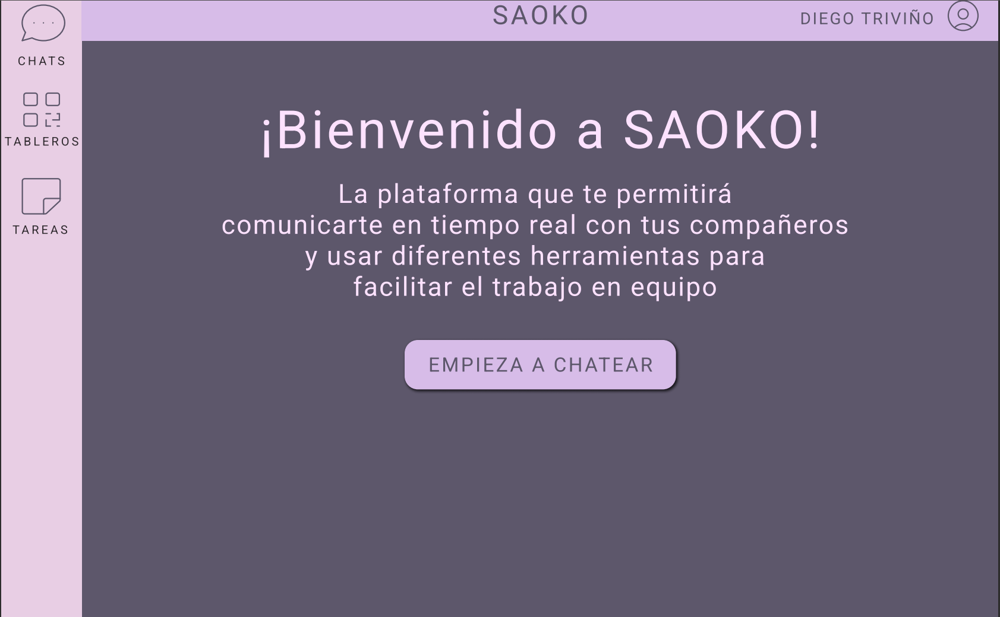 SAOKO
DIEGO TRIVIÑO
CHATS
TABLEROS
TAREAS
¡Bienvenido a SAOKO!
La plataforma que te permitirá
comunicarte en tiempo real con tus compañeros
y usar diferentes herramientas para
facilitar el trabajo en equipo
EMPIEZA A CHATEAR